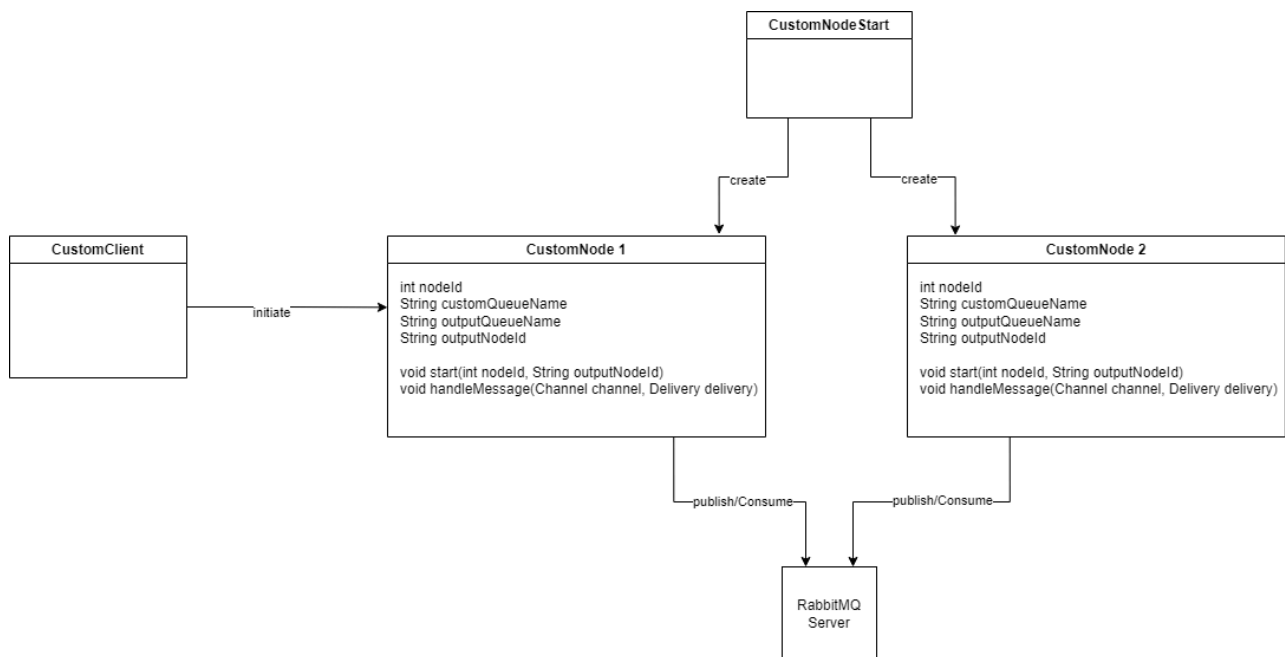 CustomNodeStart
create
create
CustomClient
initiate
CustomNode 1
int nodeId
String customQueueName
String outputQueueName
String outputNodeId
void start(int nodeId, String outputNodeId)
void handleMessage(Channel channel, Delivery delivery)
CustomNode 2
int nodeId
String customQueueName
String outputQueueName
String outputNodeId
void start(int nodeId, String outputNodeId)
void handleMessage(Channel channel, Delivery delivery)
publish/Consume
publish/Consume
RabbitMQ
Server